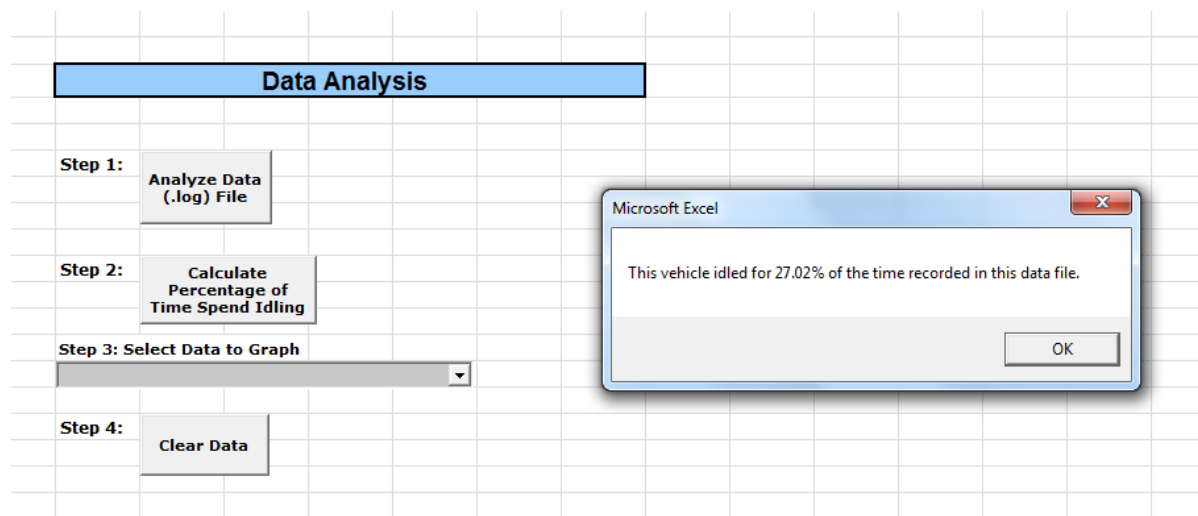 Data Analysis
Step 1:
Analyze Data
(.log) File
Step 2:
Calculate
Percentage of
Time Spend Idling
Step 3: Select Data to Graph
Step 4:
Clear Data
Microsoft Excel
This vehicle idled for 27.02% of the time recorded in this data file.
OK